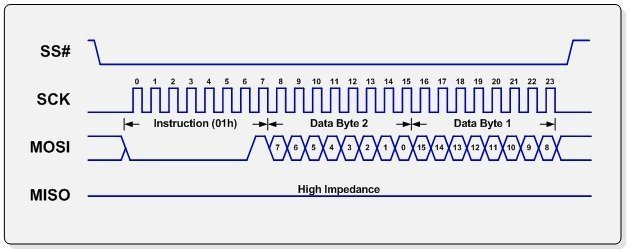 SS#
0 1 2 3 4 5 6 7 8 9 10 11 12 13 14 15 16 17 18 19 20 21 22 23
SCK
Instruction (01h) Data Byte 2 Data Byte 1
MOSI 7 6 5 4 3 2 1 0 15 14 13 12 11 10 9 8
High Impedance
MISO